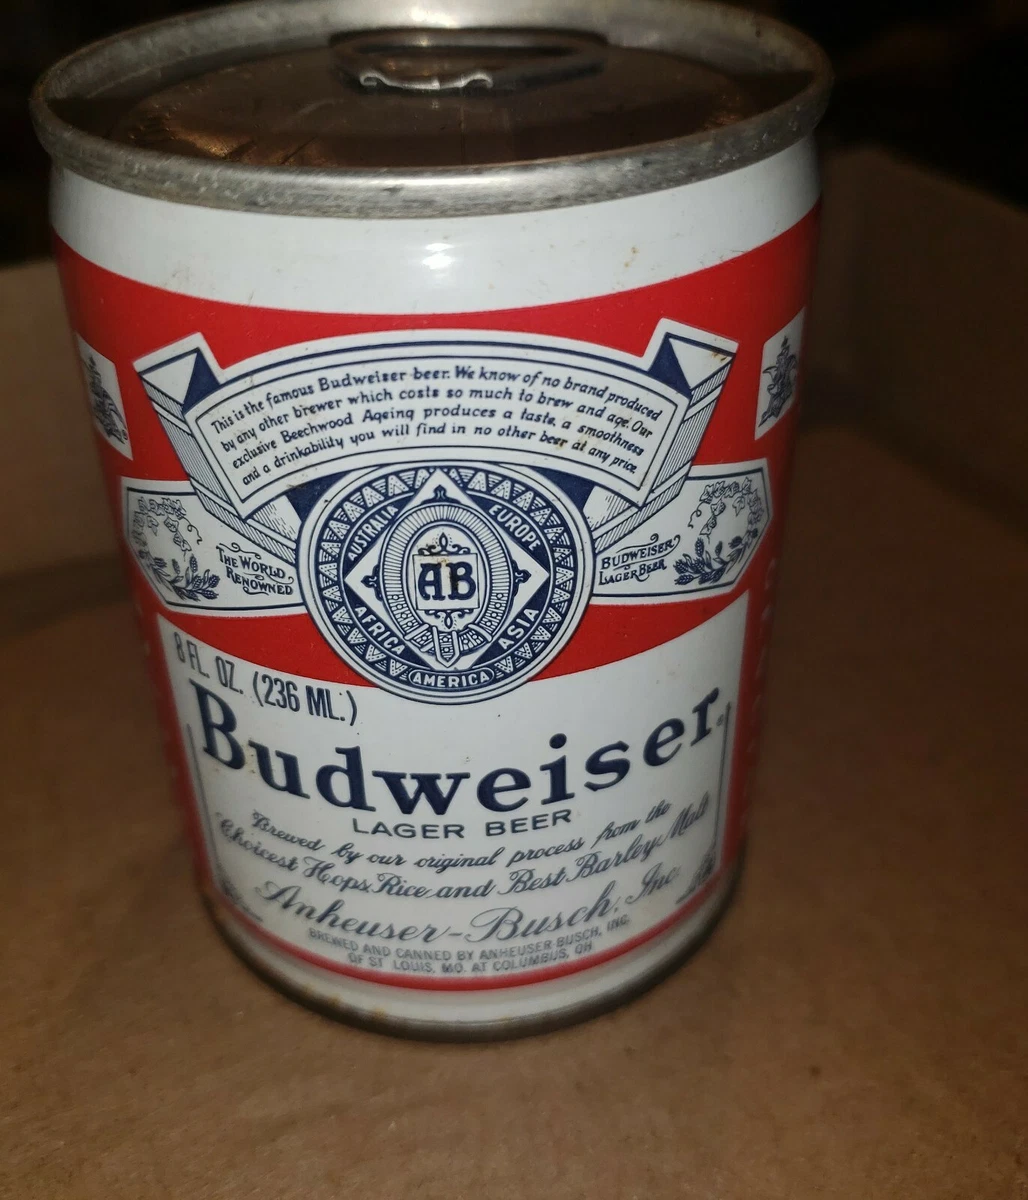 This is the famous Budweiser beer. We know of no brand produced
by any other brewer which costs so much to brew and age. Our
exclusive Beechwood Ageing produces a taste, a smoothness
and a drinkability you will find in no other beer at any price.
AUSTRALIA
EUROPE
THE WORLD
RENOWNED
AB
BUDWEISER
LAGER BEER
AFRICA
ASIA
AMERICA
8 FL. OZ. (236 ML.)
Budweiser®
LAGER BEER
Brewed by our original process from the
Choicest Hops, Rice and Best Barley Malt
Anheuser-Busch, Inc.
BREWED AND CANNED BY ANHEUSER-BUSCH, INC.
OF ST. LOUIS, MO. AT COLUMBUS, OH